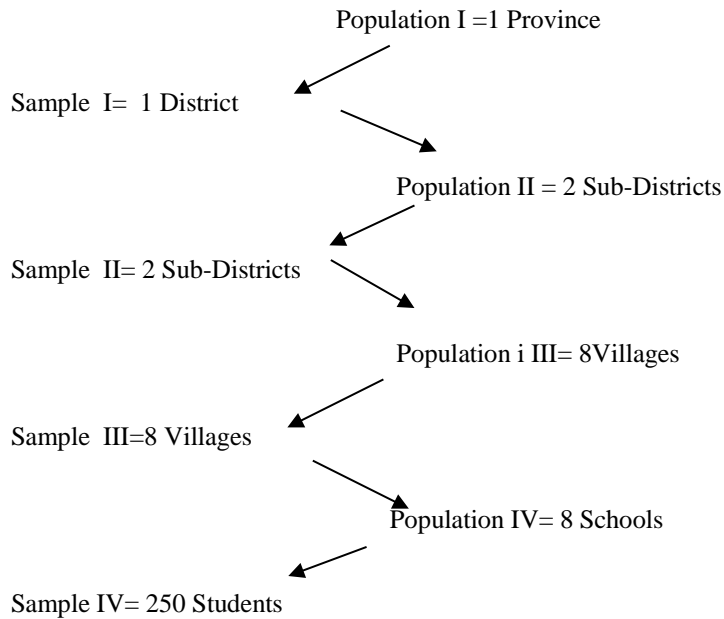 Population I =1 Province
Sample I= 1 District
Population II = 2 Sub-Districts
Sample II= 2 Sub-Districts
Population i III= 8Villages
Sample III=8 Villages
Population IV= 8 Schools
Sample IV= 250 Students